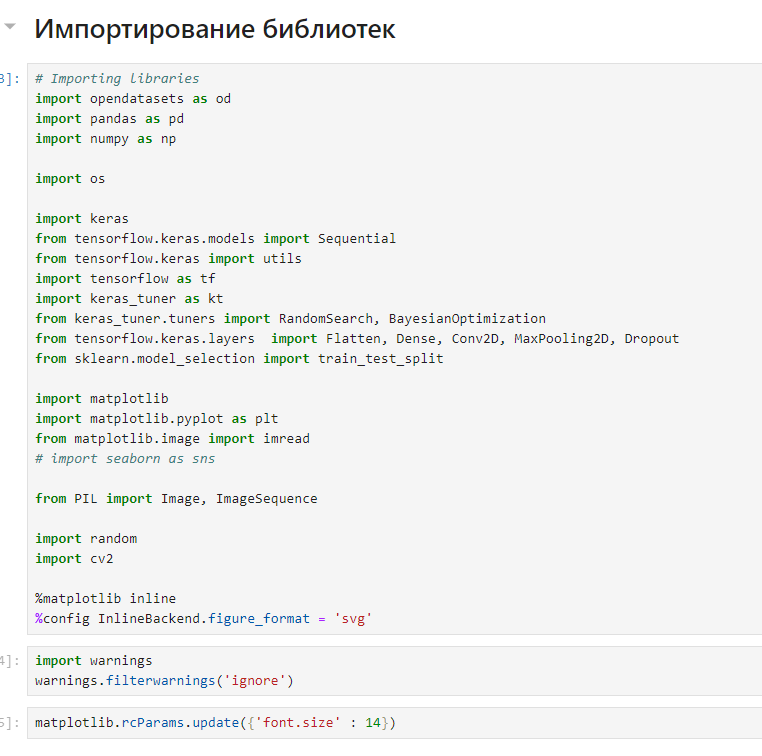 Импортирование библиотек
3]:
# Importing libraries
import opendatasets as od
import pandas as pd
import numpy as np
import os
import keras
from tensorflow.keras.models import Sequential
from tensorflow.keras import utils
import tensorflow as tf
import keras_tuner as kt
from keras_tuner.tuners import RandomSearch, BayesianOptimization
from tensorflow.keras.layers  import Flatten, Dense, Conv2D, MaxPooling2D, Dropout
from sklearn.model_selection import train_test_split
import matplotlib
import matplotlib.pyplot as plt
from matplotlib.image import imread
# import seaborn as sns
from PIL import Image, ImageSequence
import random
import cv2
%matplotlib inline
%config InlineBackend.figure_format = 'svg'
4]:
import warnings
warnings.filterwarnings('ignore')
5]:
matplotlib.rcParams.update({'font.size' : 14})